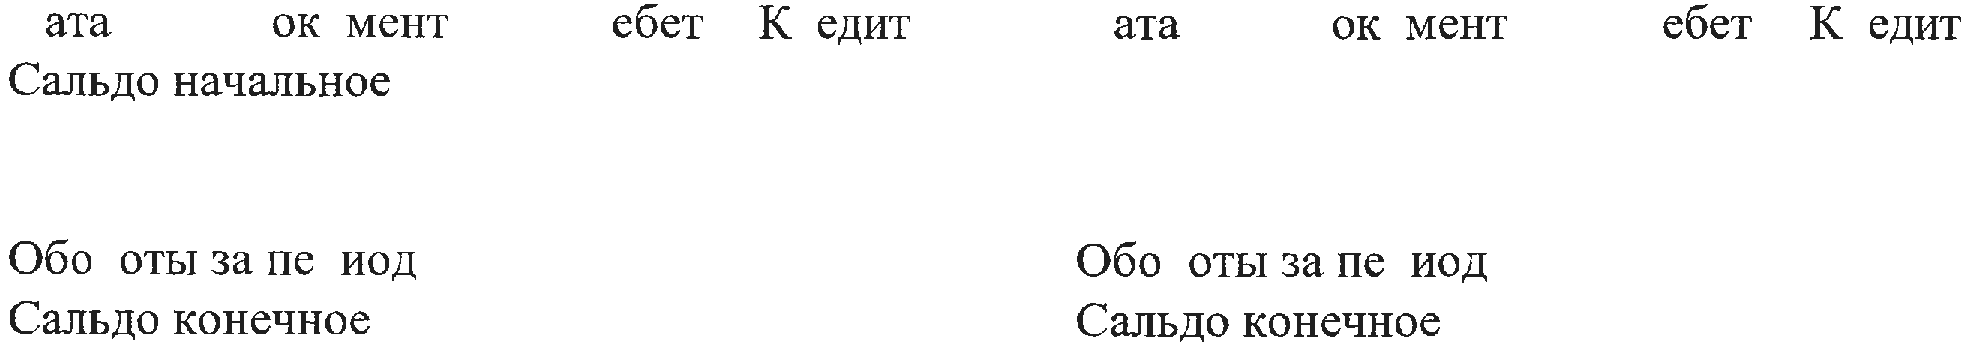 ата ок мент ебет К едит ата ок мент ебет К едит
Сальдо начальное
Обо оты за пе иод Обо оты за пе иод
Сальдо конечное Сальдо конечное